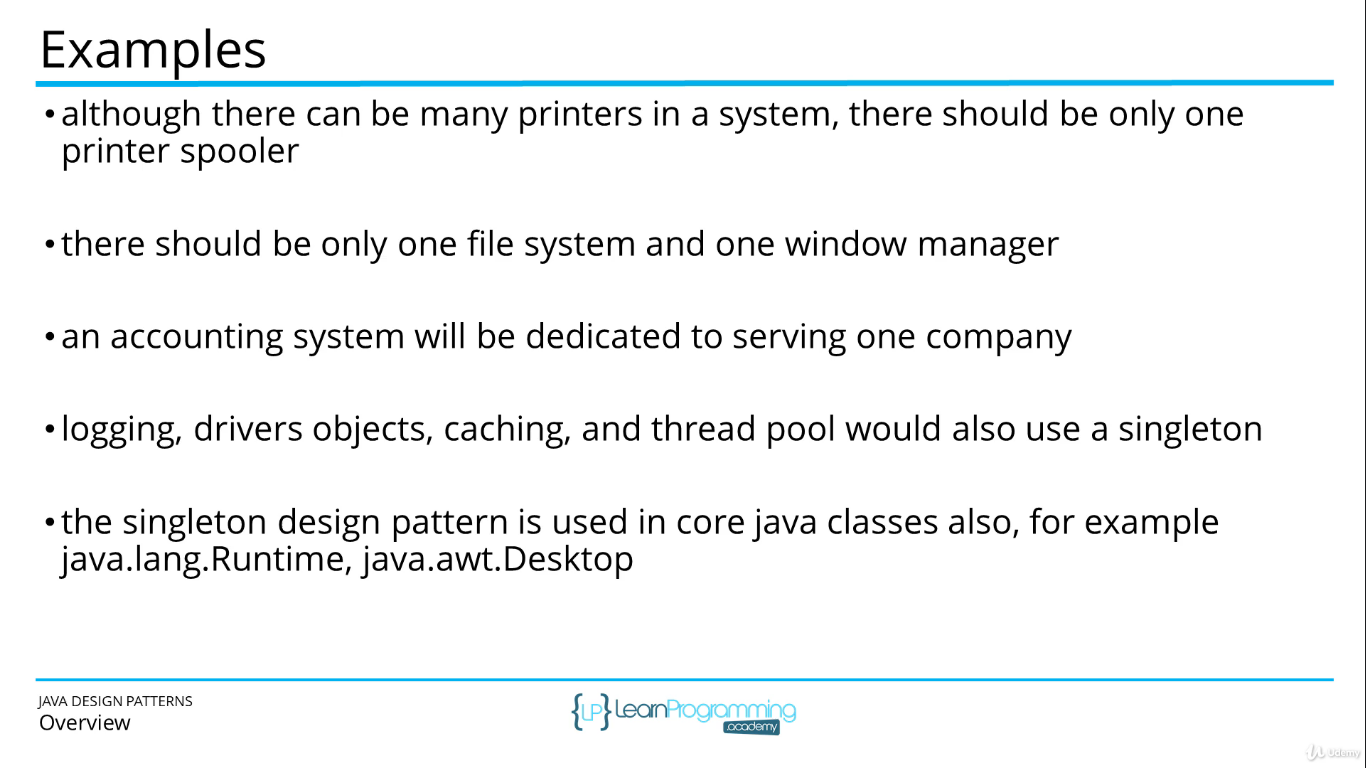 Examples
• although there can be many printers in a system, there should be only one
printer spooler
• there should be only one file system and one window manager
• an accounting system will be dedicated to serving one company
• logging, drivers objects, caching, and thread pool would also use a singleton
• the singleton design pattern is used in core java classes also, for example
java.lang.Runtime, java.awt.Desktop
JAVA DESIGN PATTERNS
Overview
{LP} LearnProgramming
.academy
Udemy